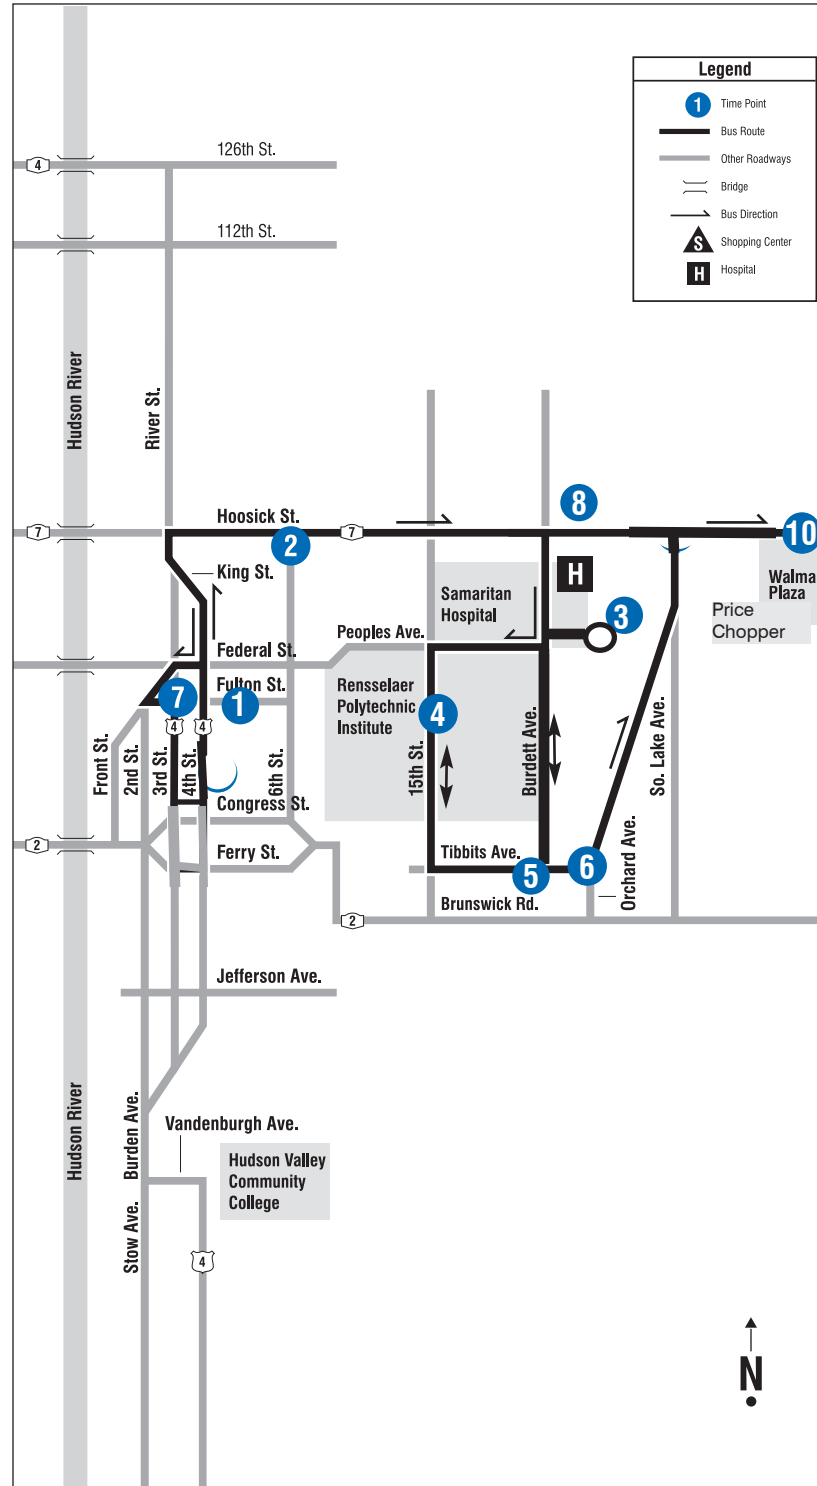 Legend
1 Time Point
Bus Route
Other Roadways
Bridge
Bus Direction
S Shopping Center
H Hospital
126th St.
4
112th St.
Hudson River
River St.
Hoosick St.
7
7
8
10
2
King St.
H
Walma
Plaza
Samaritan
Hospital
3
Price
Chopper
Peoples Ave.
Federal St.
Fulton St.
7
1
4
4
Rensselaer
Polytechnic
Institute
4
Front St.
2nd St.
3rd St.
4th St.
6th St.
15th St.
Burdett Ave.
So. Lake Ave.
Congress St.
2
Ferry St.
Tibbits Ave.
5
6
Orchard Ave.
Brunswick Rd.
2
Jefferson Ave.
Hudson River
Burden Ave.
Vandenburgh Ave.
Hudson Valley
Community
College
Stow Ave.
4
N